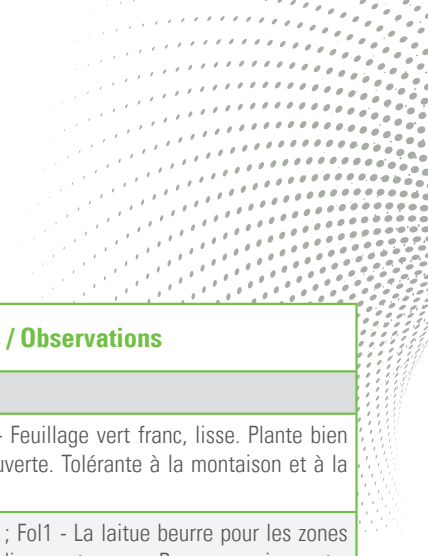 / Observations
- Feuillage vert franc, lisse. Plante bien
uverte. Tolérante à la montaison et à la
; Fol1 - La laitue beurre pour les zones